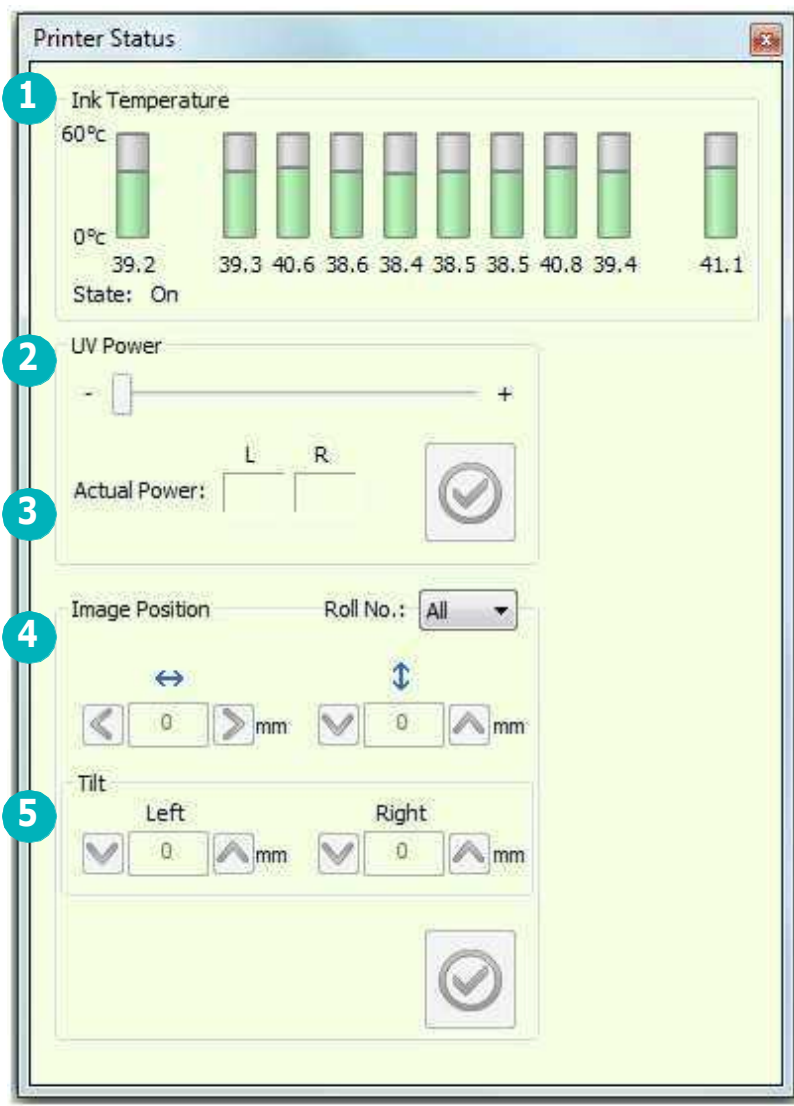 Printer Status
1
Ink Temperature
60°c
0°c
39.2 39.3 40.6 38.6 38.4 38.5 38.5 40.8 39.4 41.1
State: On
2
UV Power
- +
L R
Actual Power:
3
Image Position Roll No.: All
4
0 mm 0 mm
Tilt
5
Left Right
0 mm 0 mm